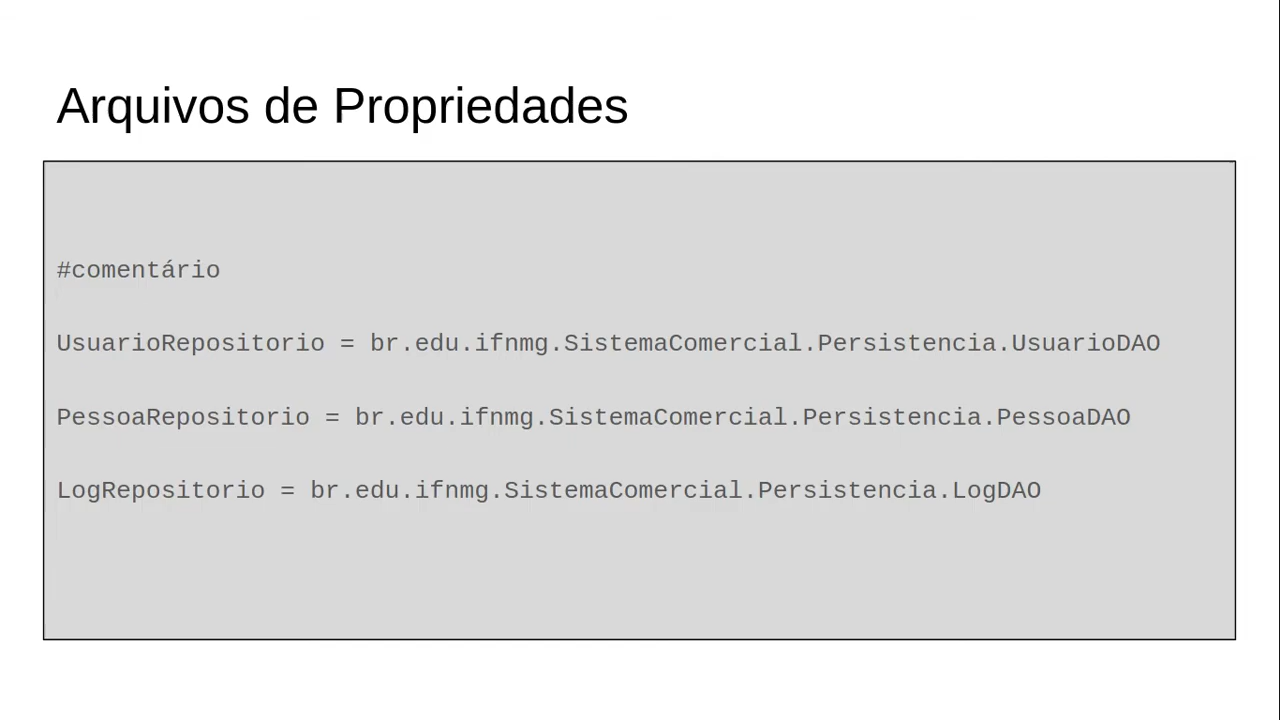 Arquivos de Propriedades
#comentário
UsuarioRepositorio = br.edu.ifnmg.SistemaComercial.Persistencia.UsuarioDAO
PessoaRepositorio = br.edu.ifnmg.SistemaComercial.Persistencia.PessoaDAO
LogRepositorio = br.edu.ifnmg.SistemaComercial.Persistencia.LogDAO